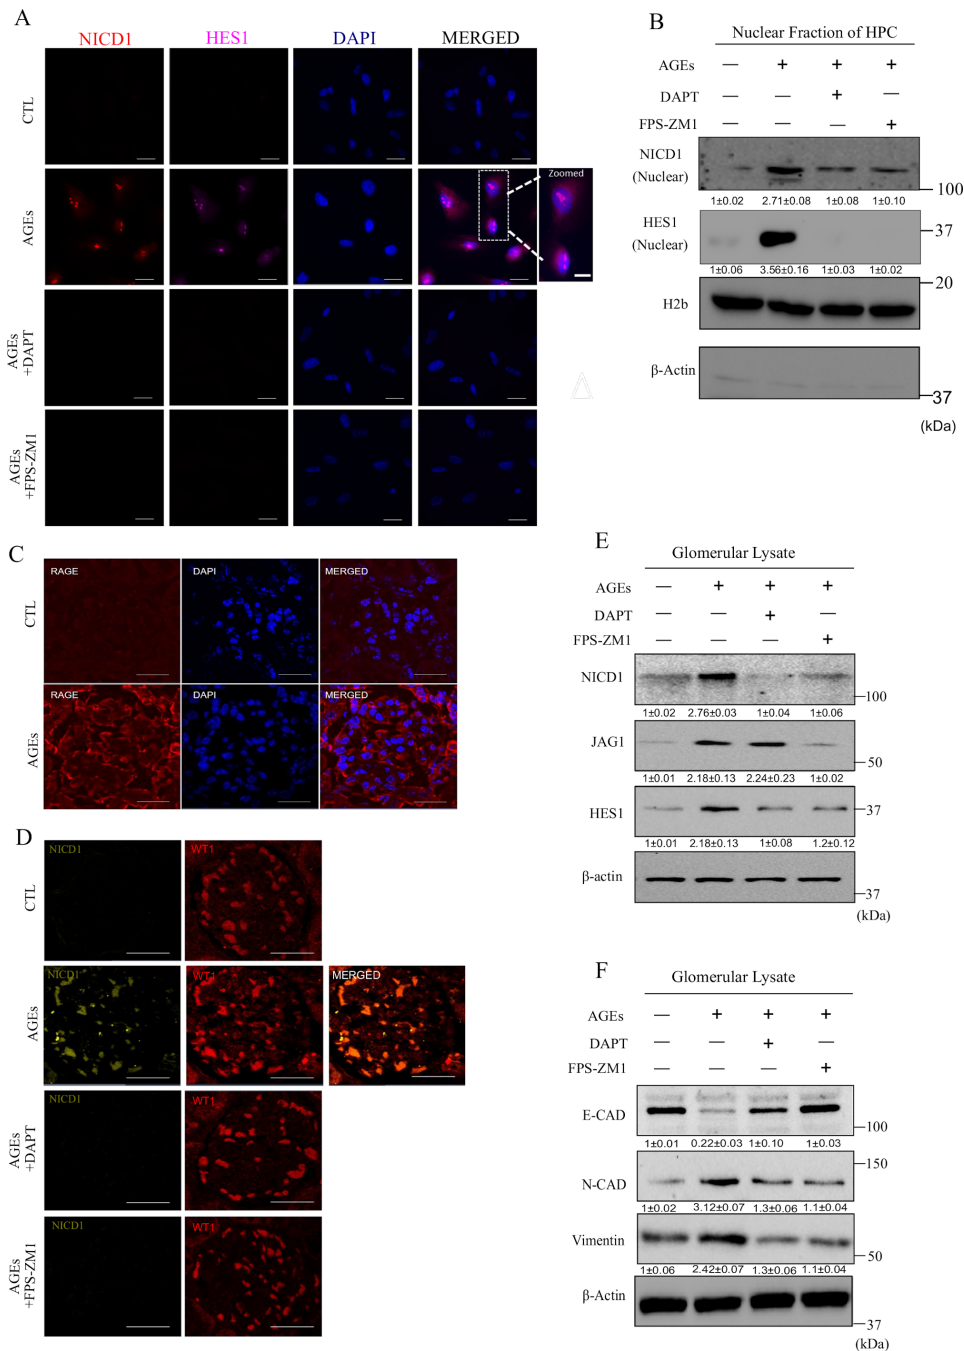 A
NICD1 HES1 DAPI MERGED
CTL
AGEs
Zoomed
AGEs
+DAPT
AGEs
+FPS-ZM1
B
Nuclear Fraction of HPC
AGEs — + + +
DAPT — — + —
FPS-ZM1 — — — +
NICD1
(Nuclear)
100
1±0.02 2.71±0.08 1±0.08 1±0.10
HES1
(Nuclear)
37
1±0.06 3.56±0.16 1±0.03 1±0.02
20
H2b
β-Actin
37
(kDa)
C
RAGE DAPI MERGED
CTL
RAGE DAPI MERGED
AGEs
D
NICD1 WT1
CTL
NICD1 WT1 MERGED
AGEs
NICD1 WT1
AGEs
+DAPT
NICD1 WT1
AGEs
+FPS-ZM1
E
Glomerular Lysate
AGEs — + + +
DAPT — — + —
FPS-ZM1 — — — +
NICD1
100
1±0.02 2.76±0.03 1±0.04 1±0.06
JAG1
50
1±0.01 2.18±0.13 2.24±0.23 1±0.02
HES1
37
1±0.01 2.18±0.13 1±0.08 1.2±0.12
β-actin
37
(kDa)
F
Glomerular Lysate
AGEs — + + +
DAPT — — + —
FPS-ZM1 — — — +
E-CAD
100
1±0.01 0.22±0.03 1±0.10 1±0.03
150
N-CAD
1±0.02 3.12±0.07 1.3±0.06 1.1±0.04
Vimentin
50
1±0.06 2.42±0.07 1.3±0.06 1.1±0.04
β-Actin
37
(kDa)